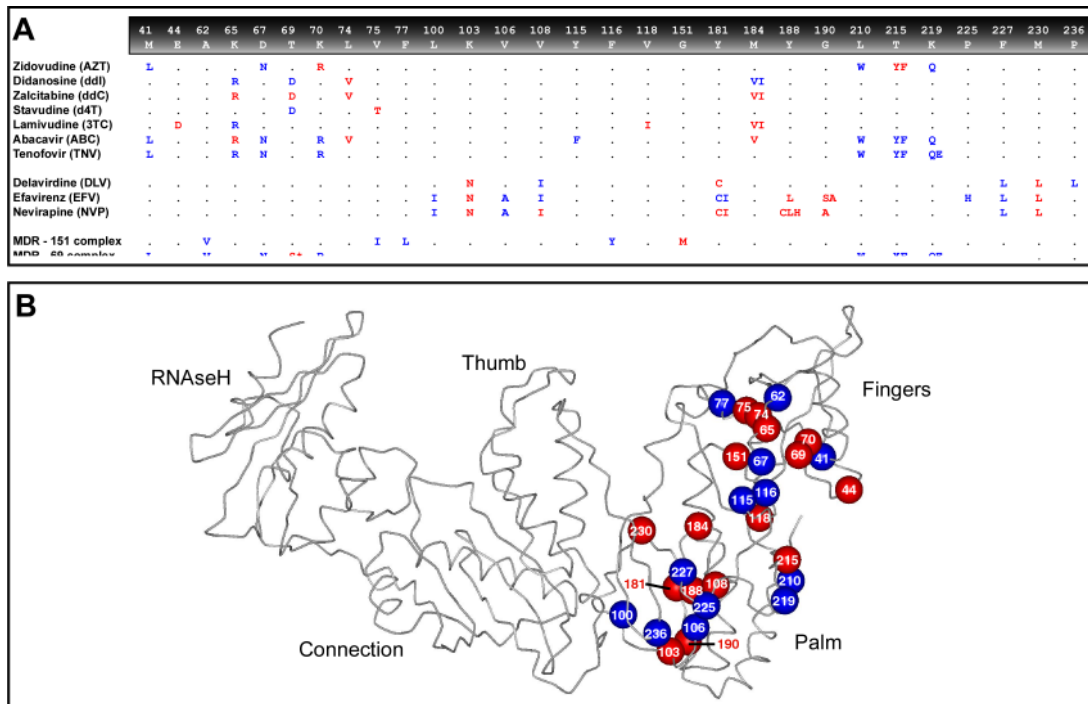 A
41 44 62 65 67 69 70 74 75 77 100 103 106 108 115 116 118 151 181 184 188 190 210 215 219 225 227 230 236
M E A K D T K L V F L K V V Y F V G Y M Y G L T K P F M P
Zidovudine (AZT) L . . . N . R . . . . . . . . . . . . . . . W YF Q . . . .
Didanosine (ddI) . . . R . D . V . . . . . . . . . . . VI . . . . . . . . .
Zalcitabine (ddC) . . . R . D . V . . . . . . . . . . . VI . . . . . . . . .
Stavudine (d4T) . . . . . D . . T . . . . . . . . . . . . . . . . . . . .
Lamivudine (3TC) . D . R . . . . . . . . . . . . I . . VI . . . . . . . . .
Abacavir (ABC) L . . R N . R V . . . . . . F . . . . V . . W YF Q . . . .
Tenofovir (TNV) L . . R N . R . . . . . . . . . . . . . . . W YF QE . . . .
Delavirdine (DLV) . . . . . . . . . . . N . I . . . . C . . . . . . . L L L
Efavirenz (EFV) . . . . . . . . . . I N A I . . . . CI . L SA . . . H L L .
Nevirapine (NVP) . . . . . . . . . . I N A I . . . . CI . CLH A . . . . L L .
MDR - 151 complex . . V . . . . . I L . . . . . Y . M . . . . . . . . . . .
MDR - 69 complex L . V . N S* R . . . . . . . . . . . . . . . W YF QE . . . .
B
RNAseH
Thumb
Fingers
77 75 74 62
65
70
151 67 69 41
44
115 116
118
230 184
215
227 210
181 188 108
219
100 225
236 106
103 190
Connection
Palm